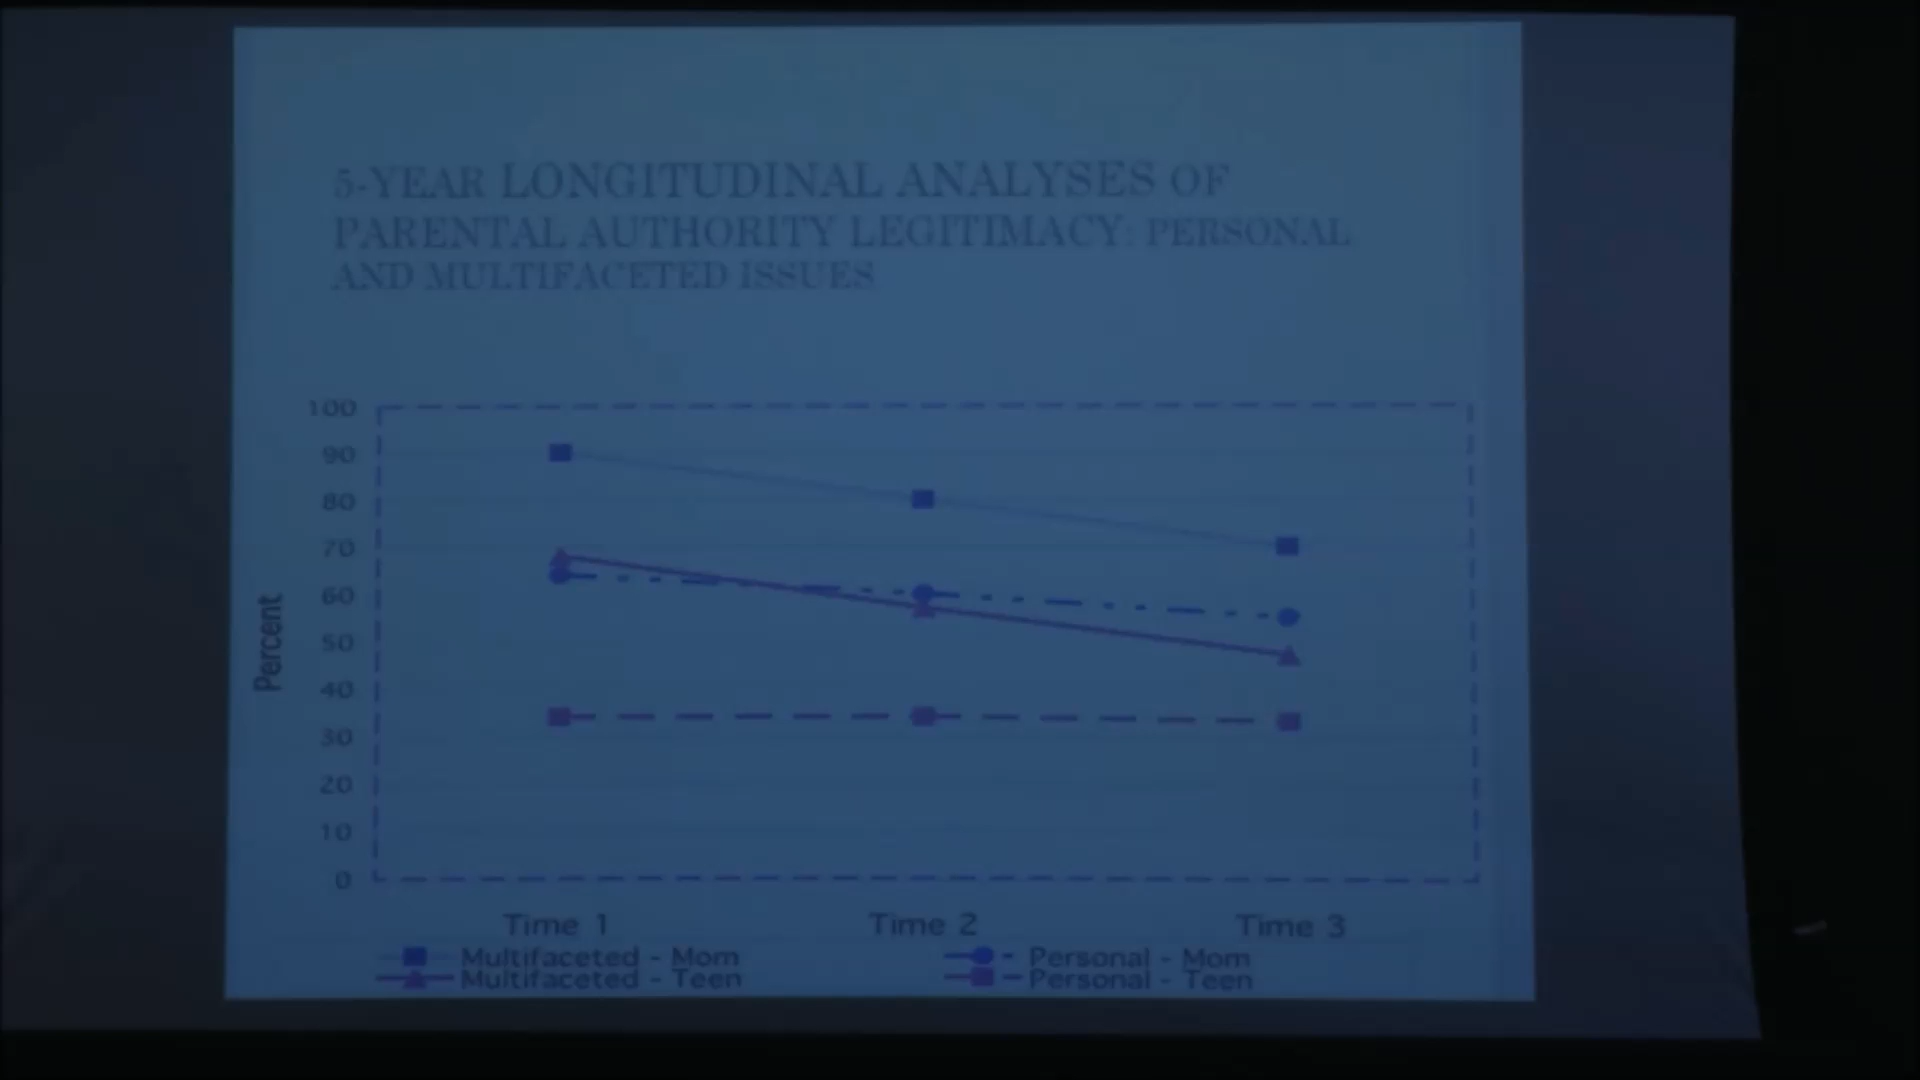 5-YEAR LONGITUDINAL ANALYSES OF
PARENTAL AUTHORITY LEGITIMACY: PERSONAL
AND MULTIFACETED ISSUES
100
90
80
70
60
50
40
30
20
10
0
Percent
Time 1 Time 2 Time 3
Multifaceted - Mom Personal - Mom
Multifaceted - Teen Personal - Teen